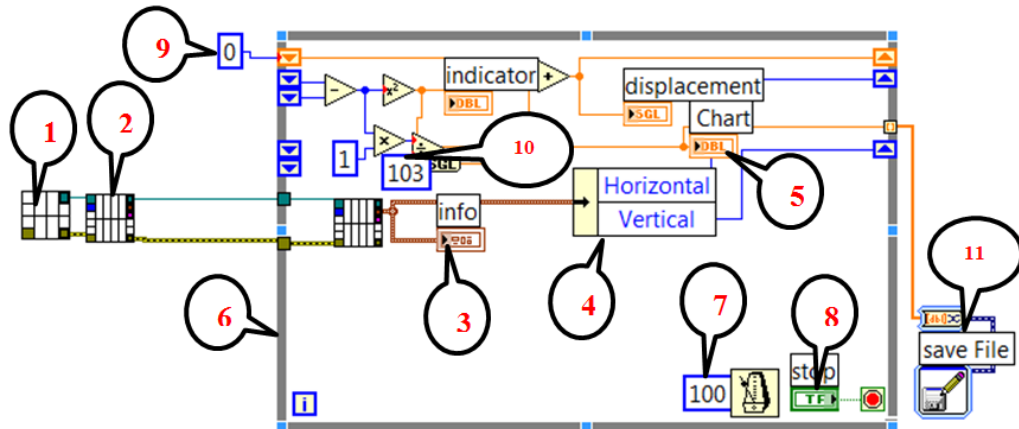 9
0
indicator
+
displacement
DBL
SGL
Chart
1
2
−
x²
×
÷
10
1
103
SGL
DBL
5
Horizontal
Vertical
info
6
3
4
7
8
11
stop
save File
100
TF
i